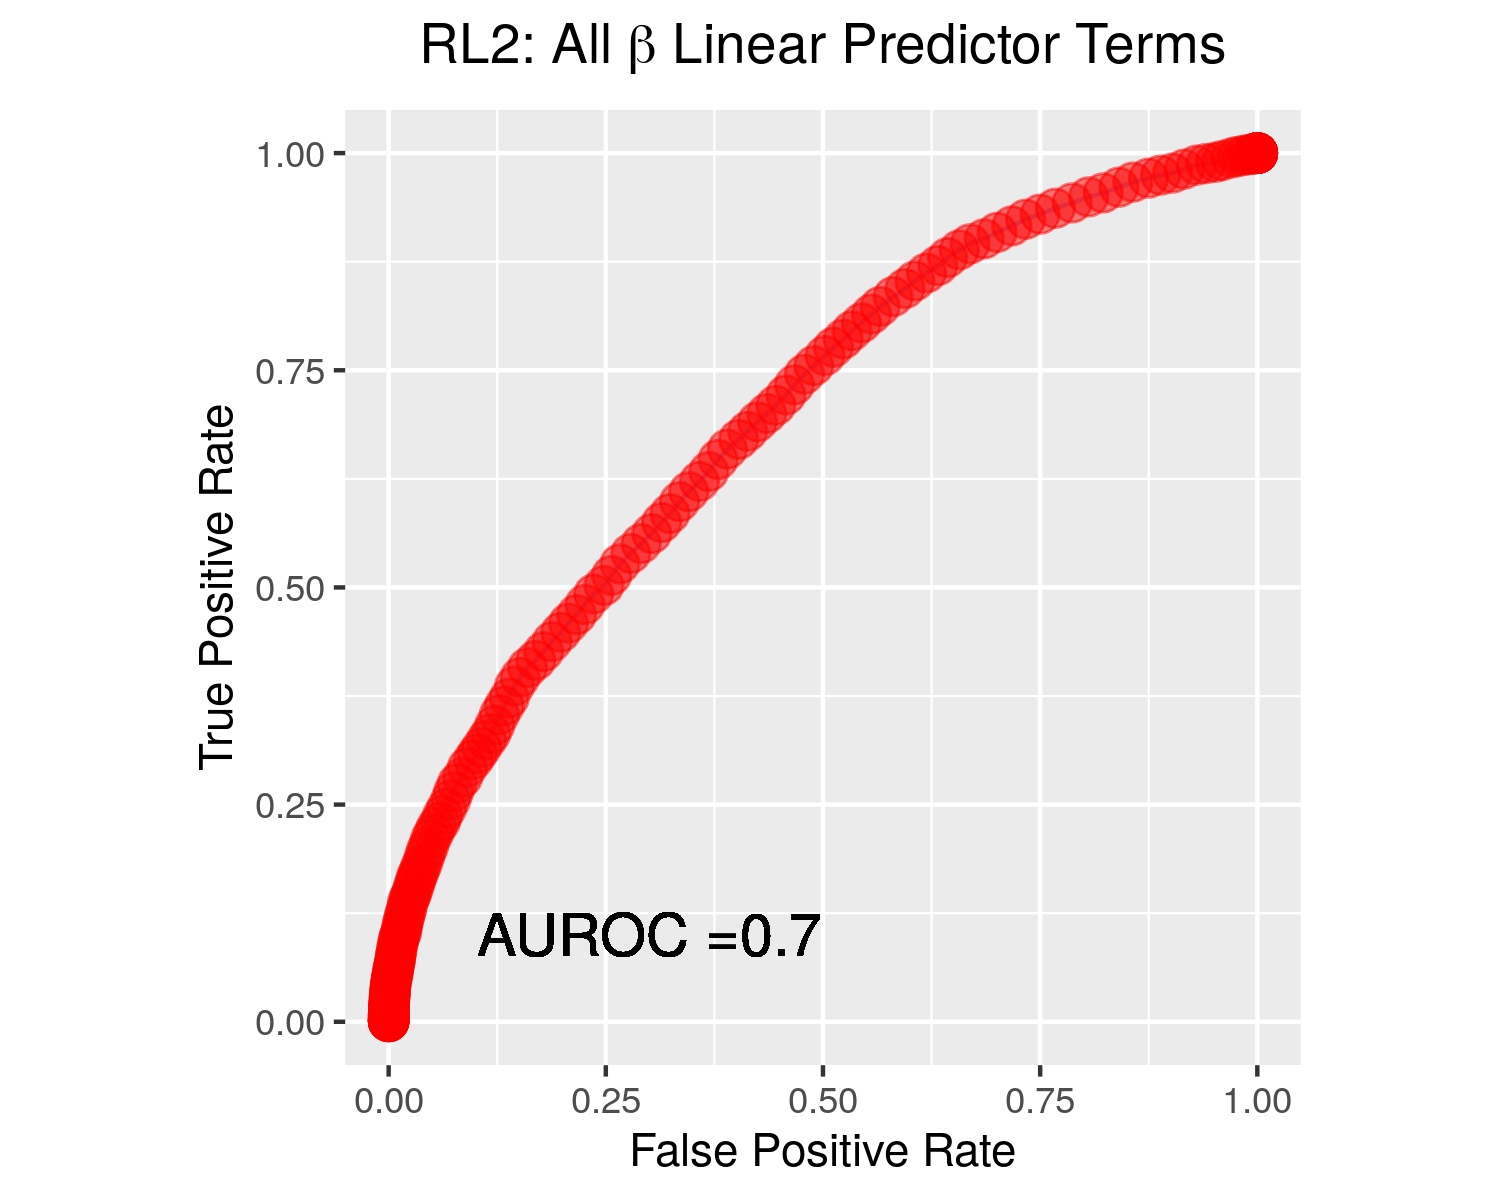 RL2: All β Linear Predictor Terms
True Positive Rate
1.00
0.75
0.50
0.25
0.00
AUROC =0.7
0.00 0.25 0.50 0.75 1.00
False Positive Rate